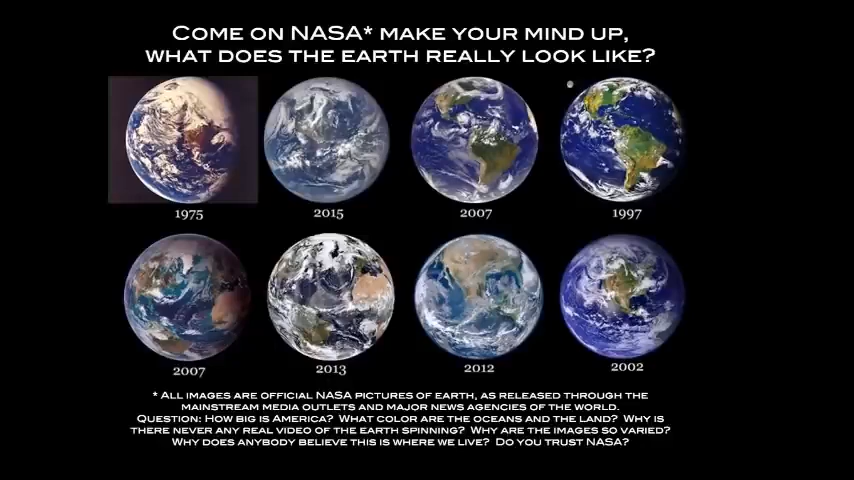 COME ON NASA* MAKE YOUR MIND UP,
WHAT DOES THE EARTH REALLY LOOK LIKE?
1975 2015 2007 1997
2007 2013 2012 2002
* ALL IMAGES ARE OFFICIAL NASA PICTURES OF EARTH, AS RELEASED THROUGH THE
MAINSTREAM MEDIA OUTLETS AND MAJOR NEWS AGENCIES OF THE WORLD.
QUESTION: HOW BIG IS AMERICA? WHAT COLOR ARE THE OCEANS AND THE LAND? WHY IS
THERE NEVER ANY REAL VIDEO OF THE EARTH SPINNING? WHY ARE THE IMAGES SO VARIED?
WHY DOES ANYBODY BELIEVE THIS IS WHERE WE LIVE? DO YOU TRUST NASA?